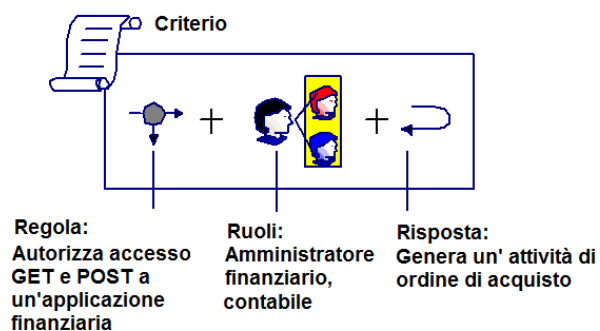 Criterio
Regola:
Autorizza accesso
GET e POST a
un'applicazione
finanziaria
Ruoli:
Amministratore
finanziario,
contabile
Risposta:
Genera un' attività di
ordine di acquisto